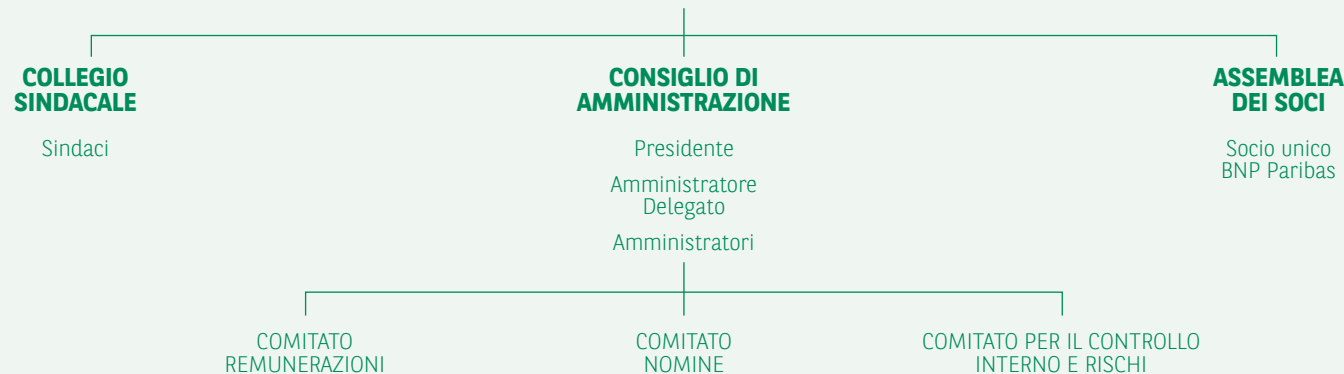 COLLEGIO
SINDACALE
Sindaci
CONSIGLIO DI
AMMINISTRAZIONE
Presidente
Amministratore
Delegato
Amministratori
ASSEMBLEA
DEI SOCI
Socio unico
BNP Paribas
COMITATO
REMUNERAZIONI
COMITATO
NOMINE
COMITATO PER IL CONTROLLO
INTERNO E RISCHI